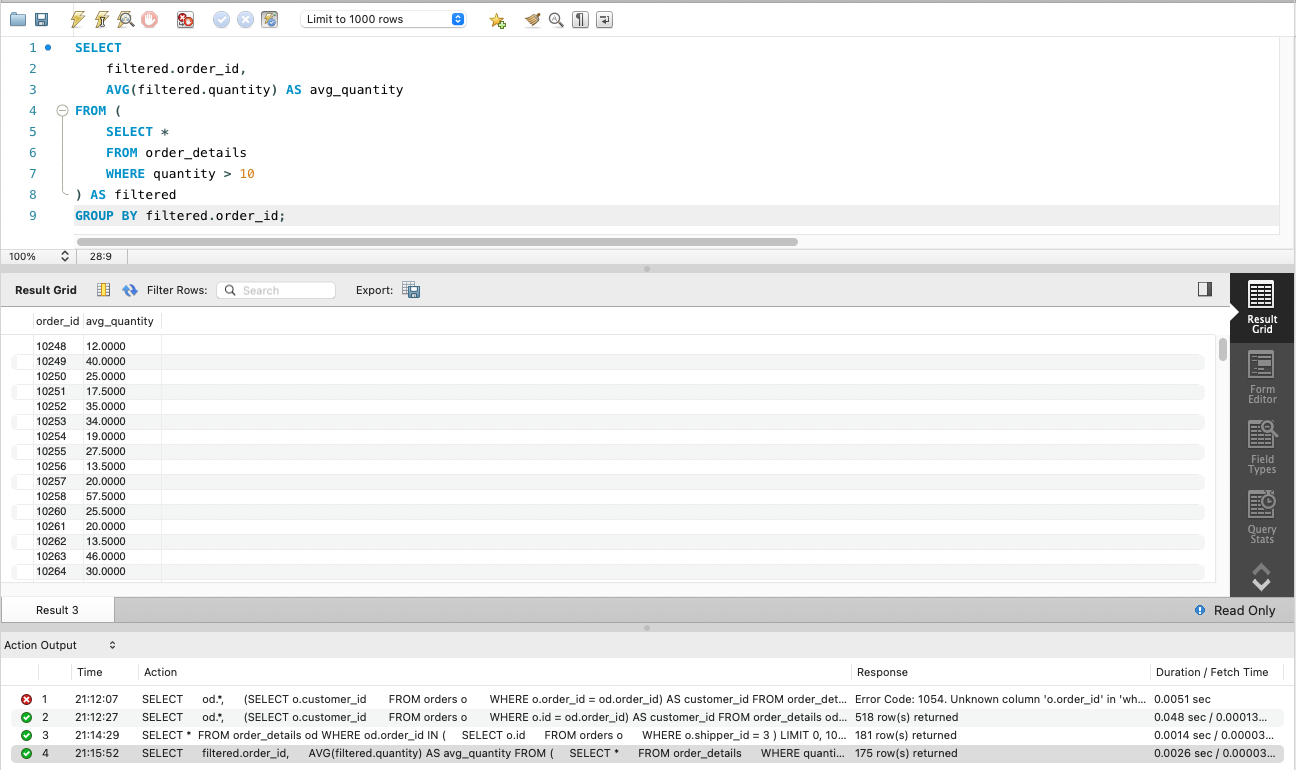 Limit to 1000 rows
1 SELECT
2 filtered.order_id,
3 AVG(filtered.quantity) AS avg_quantity
4 FROM (
5 SELECT *
6 FROM order_details
7 WHERE quantity > 10
8 ) AS filtered
9 GROUP BY filtered.order_id;
100% 28:9
Result Grid Filter Rows: Search Export:
order_id avg_quantity
10248 12.0000
10249 40.0000
10250 25.0000
10251 17.5000
10252 35.0000
10253 34.0000
10254 19.0000
10255 27.5000
10256 13.5000
10257 20.0000
10258 57.5000
10260 25.5000
10261 20.0000
10262 13.5000
10263 46.0000
10264 30.0000
Result
Grid
Form
Editor
Field
Types
Query
Stats
Result 3 Read Only
Action Output
Time Action Response Duration / Fetch Time
1 21:12:07 SELECT od.*, (SELECT o.customer_id FROM orders o WHERE o.order_id = od.order_id) AS customer_id FROM order_det... Error Code: 1054. Unknown column 'o.order_id' in 'wh... 0.0051 sec
2 21:12:27 SELECT od.*, (SELECT o.customer_id FROM orders o WHERE o.id = od.order_id) AS customer_id FROM order_details od... 518 row(s) returned 0.048 sec / 0.00013...
3 21:14:29 SELECT * FROM order_details od WHERE od.order_id IN ( SELECT o.id FROM orders o WHERE o.shipper_id = 3 ) LIMIT 0, 10... 181 row(s) returned 0.0014 sec / 0.00003...
4 21:15:52 SELECT filtered.order_id, AVG(filtered.quantity) AS avg_quantity FROM ( SELECT * FROM order_details WHERE quanti... 175 row(s) returned 0.0026 sec / 0.00003...